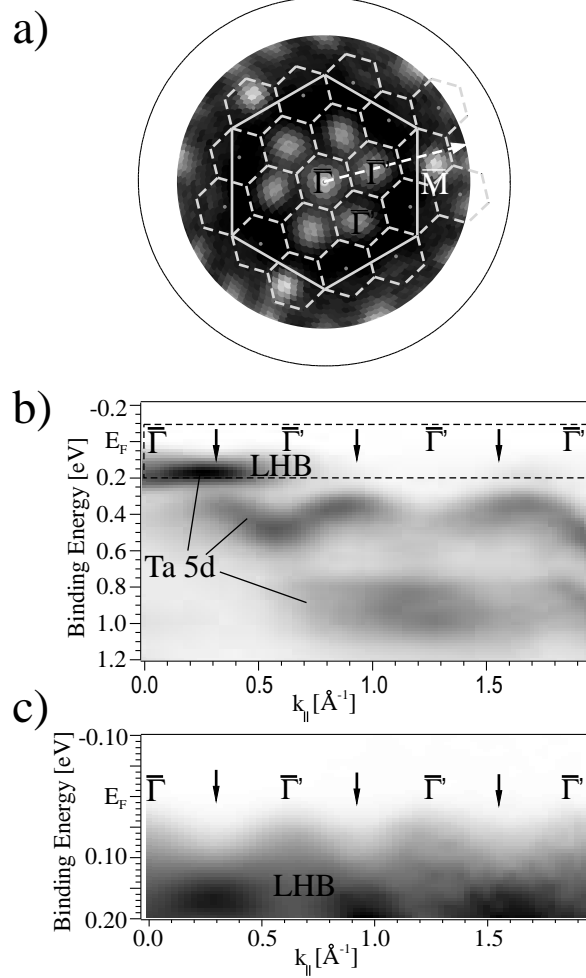 a)
Γ̄ Γ̄' M̄
Γ̄'
b)
-0.2
E_F Γ̄ Γ̄' Γ̄' Γ̄'
LHB
0.2
0.4
0.6
Ta 5d
0.8
1.0
1.2
Binding Energy [eV]
0.0 0.5 1.0 1.5
k_|| [Å⁻¹]
c)
-0.10
E_F Γ̄ Γ̄' Γ̄' Γ̄'
0.10
LHB
0.20
Binding Energy [eV]
0.0 0.5 1.0 1.5
k_|| [Å⁻¹]